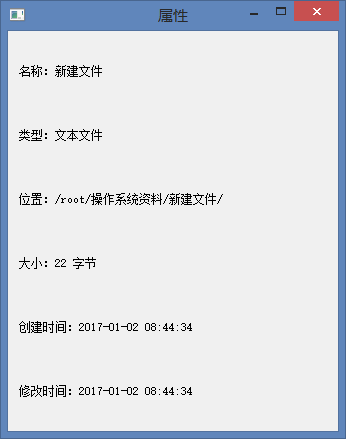 属性
名称：新建文件
类型：文本文件
位置：/root/操作系统资料/新建文件/
大小：22 字节
创建时间：2017-01-02 08:44:34
修改时间：2017-01-02 08:44:34